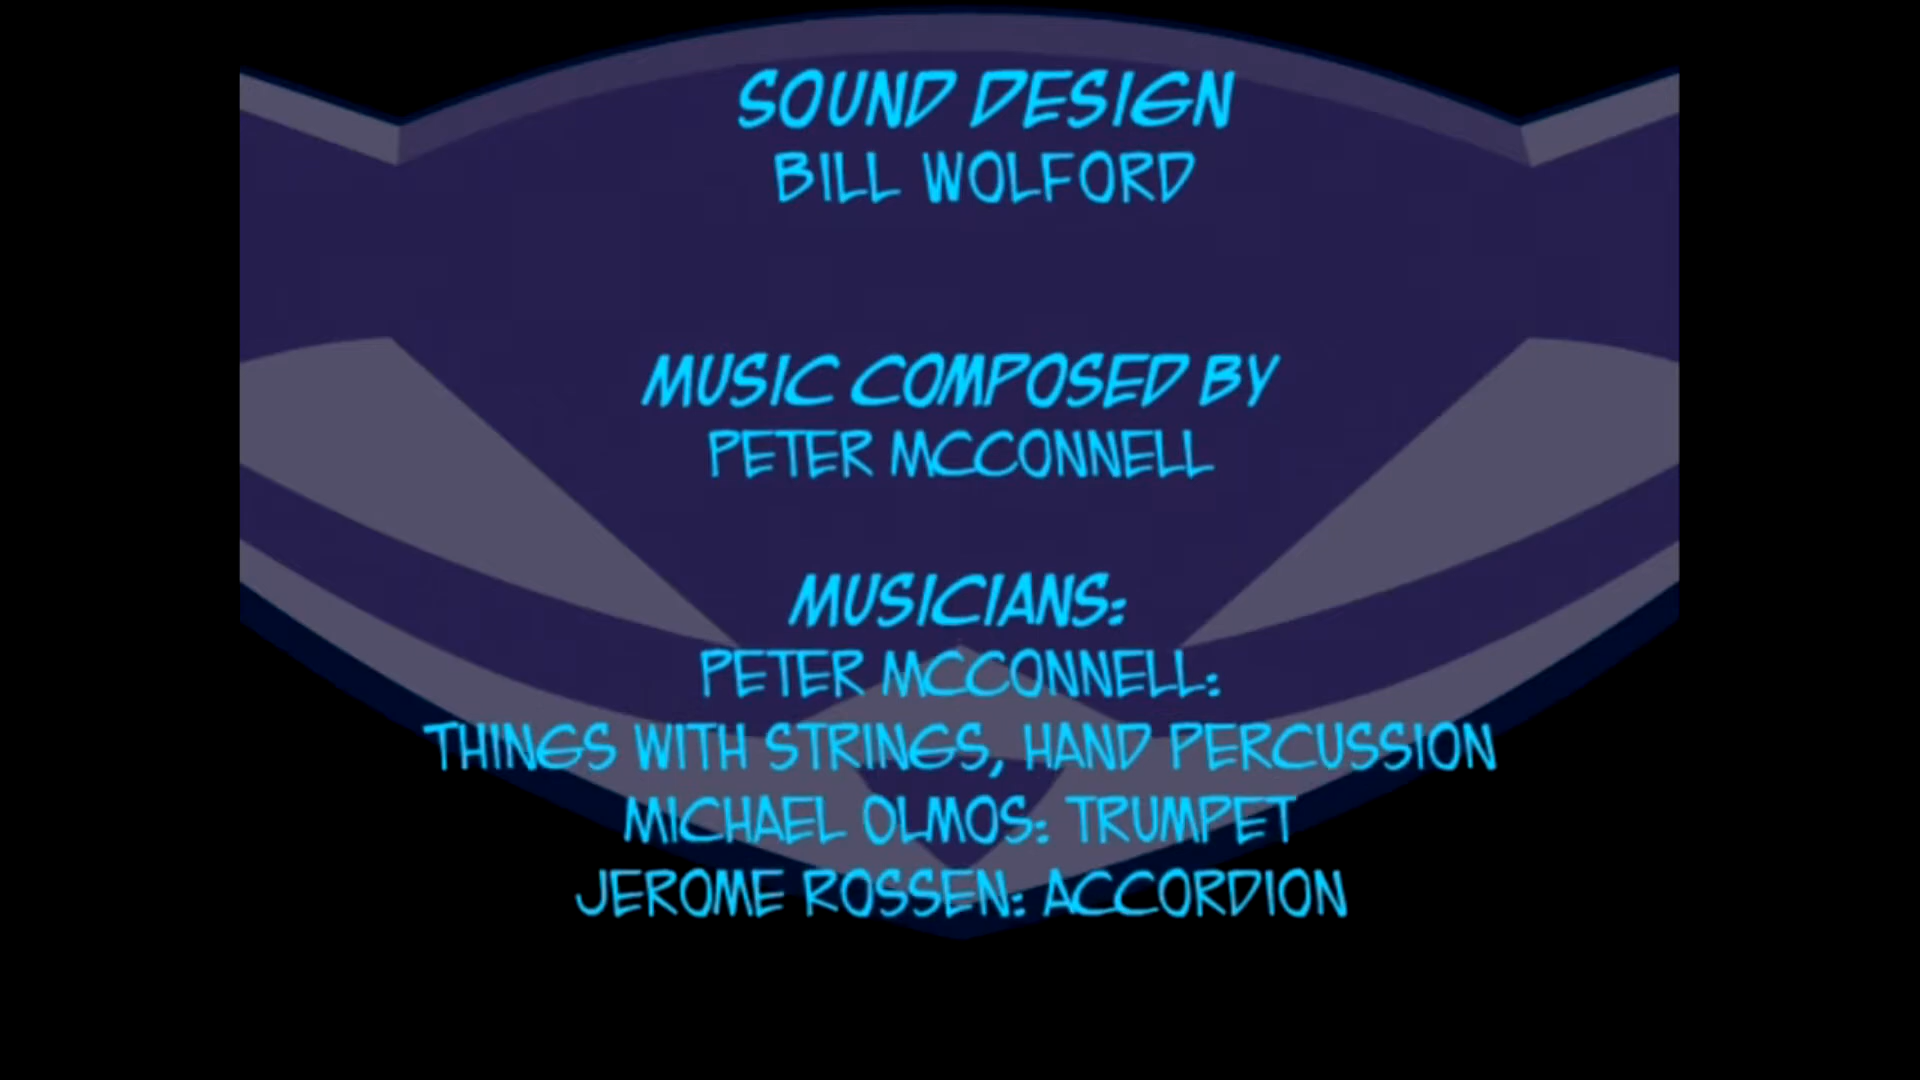 SOUND DESIGN
BILL WOLFORD
MUSIC COMPOSED BY
PETER MCCONNELL
MUSICIANS:
PETER MCCONNELL:
THINGS WITH STRINGS, HAND PERCUSSION
MICHAEL OLMOS: TRUMPET
JEROME ROSSEN: ACCORDION